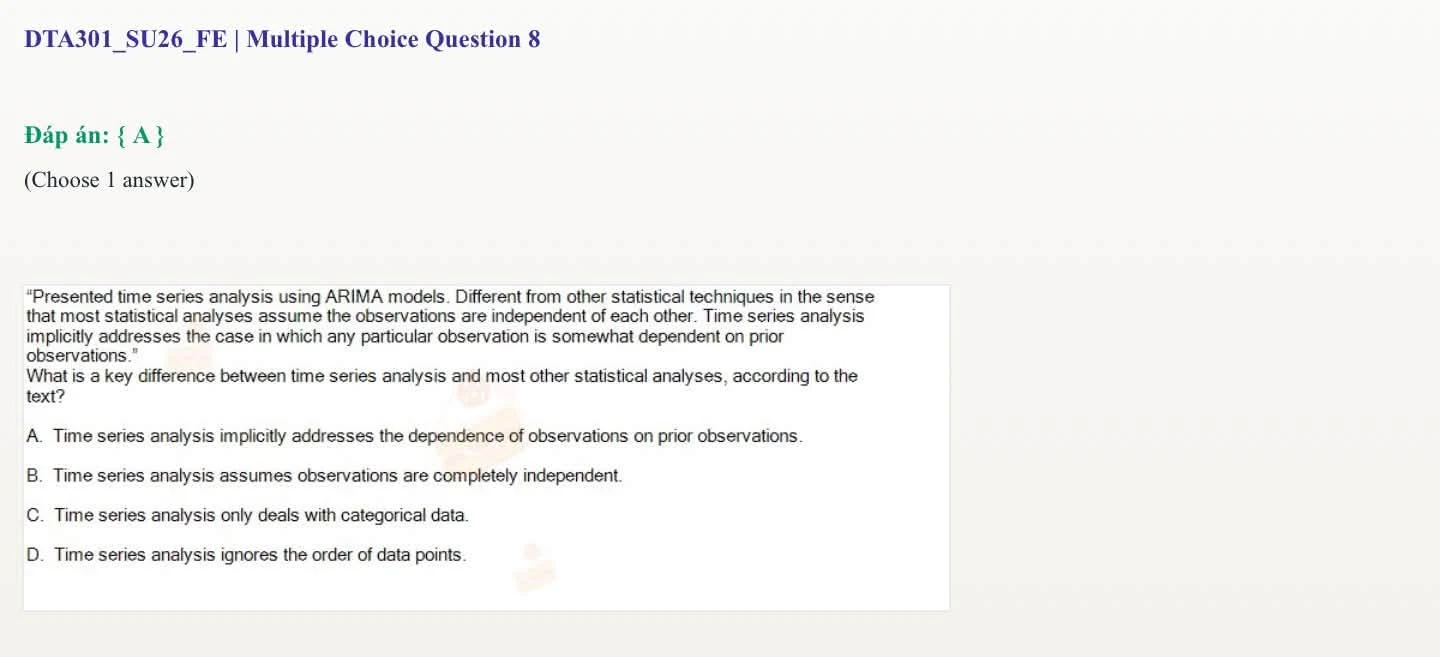 DTA301_SU26_FE | Multiple Choice Question 8
Đáp án: { A }
(Choose 1 answer)
"Presented time series analysis using ARIMA models. Different from other statistical techniques in the sense
that most statistical analyses assume the observations are independent of each other. Time series analysis
implicitly addresses the case in which any particular observation is somewhat dependent on prior
observations."
What is a key difference between time series analysis and most other statistical analyses, according to the
text?
A. Time series analysis implicitly addresses the dependence of observations on prior observations.
B. Time series analysis assumes observations are completely independent.
C. Time series analysis only deals with categorical data.
D. Time series analysis ignores the order of data points.